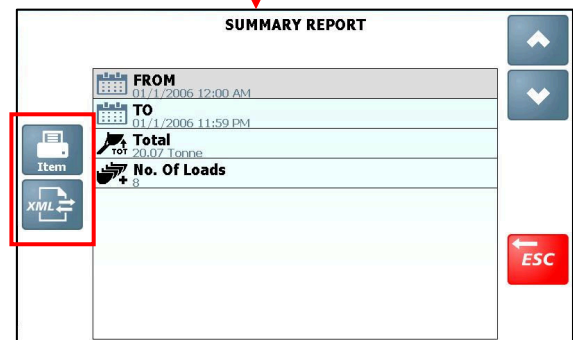 SUMMARY REPORT
FROM
01/1/2006 12:00 AM
TO
01/1/2006 11:59 PM
Total
TOT
20.07 Tonne
No. Of Loads
8
Item
XML
ESC